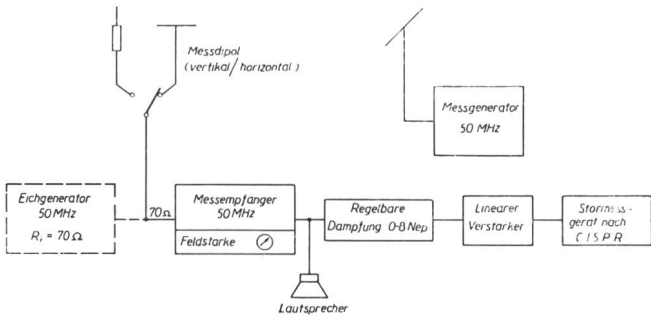 Messdipol
(vertikal/horizontal)
Messgenerator
50 MHz
Eichgenerator
50 MHz
Ri = 70 Ω
70 Ω
Messempfänger
50 MHz
Feldstärke
Regelbare
Dämpfung 0-8 Nep
Linearer
Verstärker
Störmess-
gerät nach
C I S P R
Lautsprecher